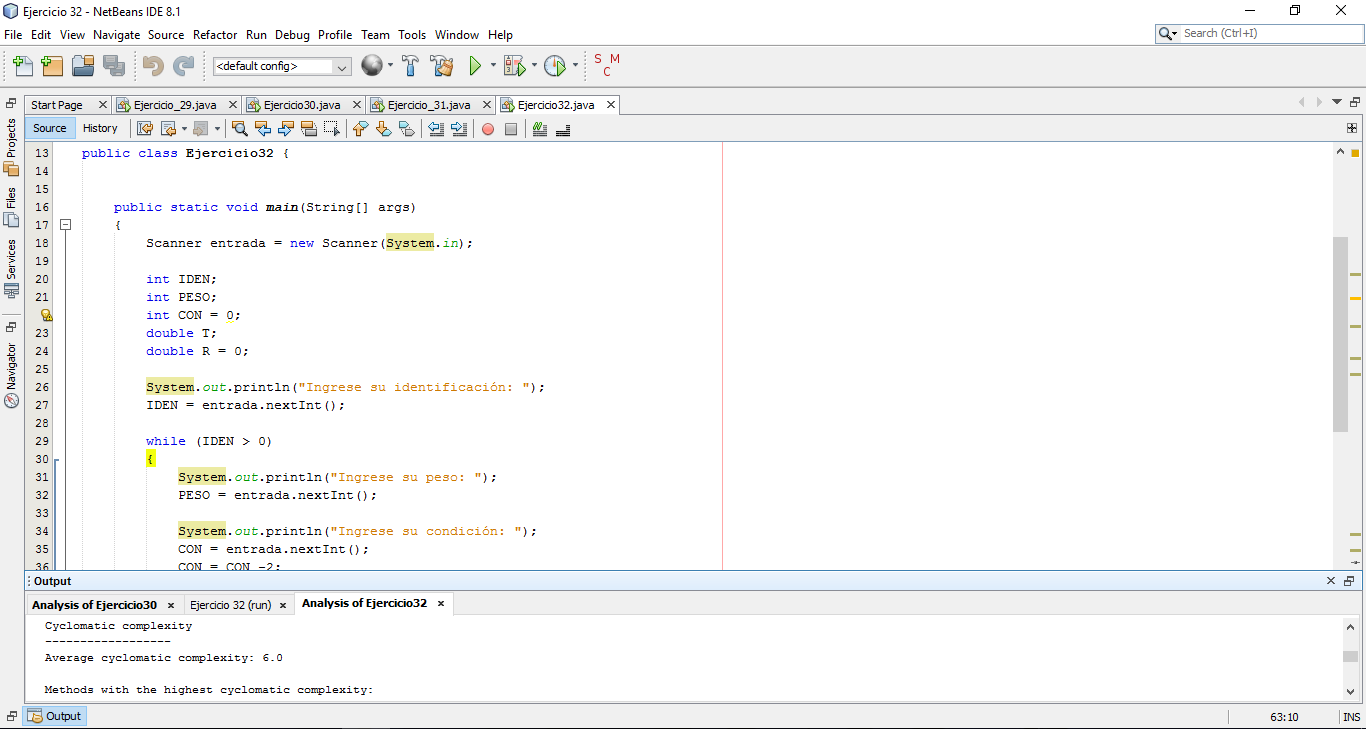 Ejercicio 32 - NetBeans IDE 8.1
File Edit View Navigate Source Refactor Run Debug Profile Team Tools Window Help
Search (Ctrl+I)
<default config>
S M
C
Start Page Ejercicio_29.java Ejercicio30.java Ejercicio_31.java Ejercicio32.java
Source History
Projects
Files
Services
Navigator
13 public class Ejercicio32 {
14
15
16 public static void main(String[] args)
17 {
18 Scanner entrada = new Scanner(System.in);
19
20 int IDEN;
21 int PESO;
int CON = 0;
23 double T;
24 double R = 0;
25
26 System.out.println("Ingrese su identificación: ");
27 IDEN = entrada.nextInt();
28
29 while (IDEN > 0)
30 {
31 System.out.println("Ingrese su peso: ");
32 PESO = entrada.nextInt();
33
34 System.out.println("Ingrese su condición: ");
35 CON = entrada.nextInt();
36 CON = CON -2;
Output
Analysis of Ejercicio30 Ejercicio 32 (run) Analysis of Ejercicio32
Cyclomatic complexity
------------------
Average cyclomatic complexity: 6.0
Methods with the highest cyclomatic complexity:
Output
63:10 INS